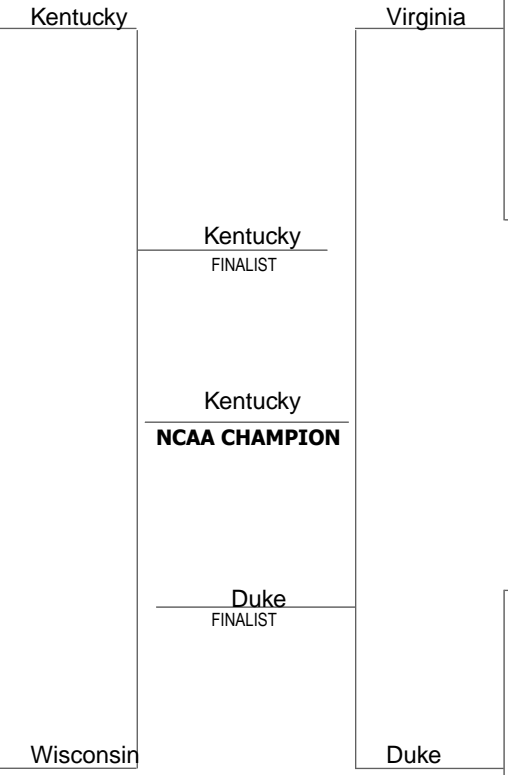 Kentucky
Virginia
Kentucky
FINALIST
Kentucky
NCAA CHAMPION
Duke
FINALIST
Wisconsin
Duke